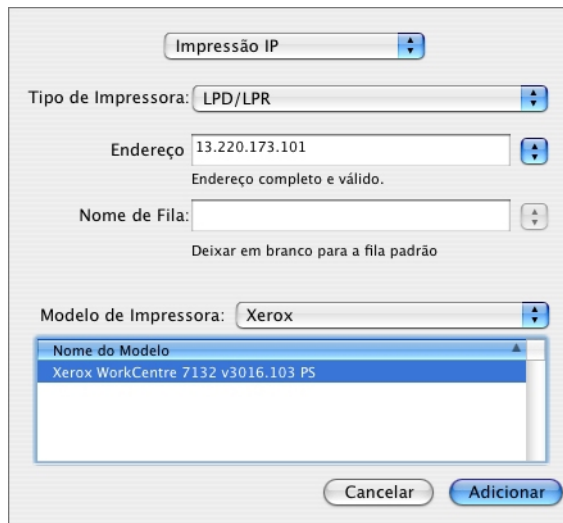 Impressão IP
Tipo de Impressora: LPD/LPR
Endereço 13.220.173.101
Endereço completo e válido.
Nome de Fila:
Deixar em branco para a fila padrão
Modelo de Impressora: Xerox
Nome do Modelo
Xerox WorkCentre 7132 v3016.103 PS
Cancelar Adicionar